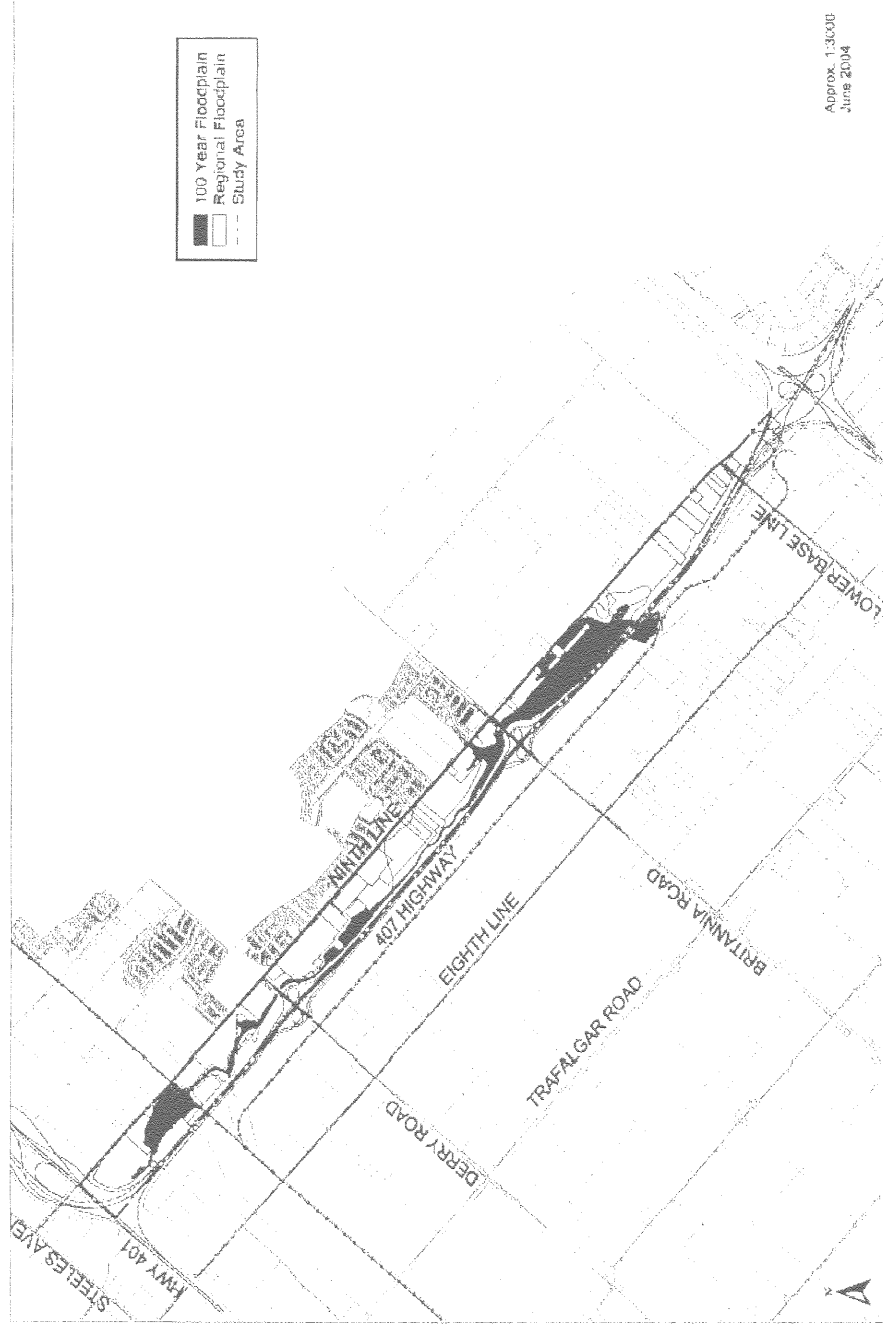 100 Year Floodplain
Regional Floodplain
Study Area
Approx. 1:3000
June 2004
NINTH LINE
407 HIGHWAY
EIGHTH LINE
TRAFALGAR ROAD
BRITANNIA ROAD
LOWER BASE LINE
DERRY ROAD
HWY 401
STEELES AVE
N